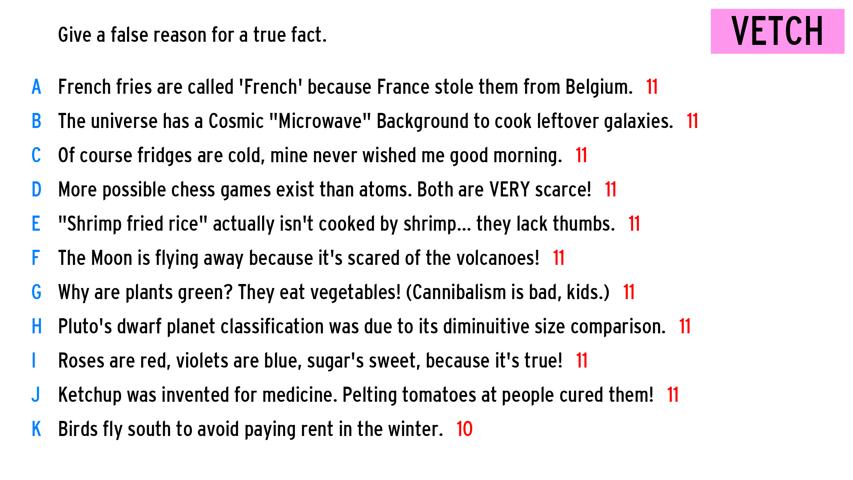 Give a false reason for a true fact.
VETCH
A French fries are called 'French' because France stole them from Belgium. 11
B The universe has a Cosmic "Microwave" Background to cook leftover galaxies. 11
C Of course fridges are cold, mine never wished me good morning. 11
D More possible chess games exist than atoms. Both are VERY scarce! 11
E "Shrimp fried rice" actually isn't cooked by shrimp... they lack thumbs. 11
F The Moon is flying away because it's scared of the volcanoes! 11
G Why are plants green? They eat vegetables! (Cannibalism is bad, kids.) 11
H Pluto's dwarf planet classification was due to its diminuitive size comparison. 11
I Roses are red, violets are blue, sugar's sweet, because it's true! 11
J Ketchup was invented for medicine. Pelting tomatoes at people cured them! 11
K Birds fly south to avoid paying rent in the winter. 10